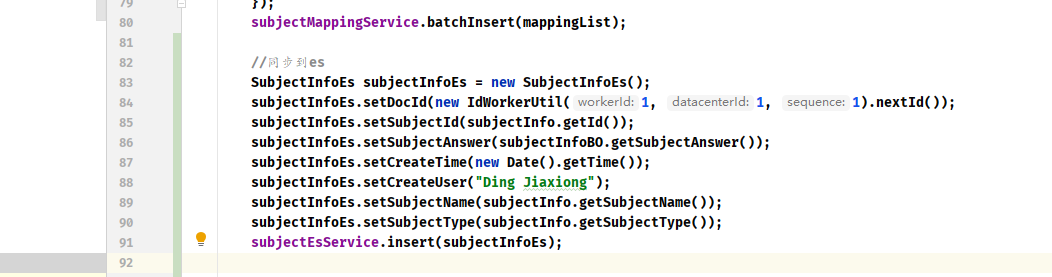 79 });
80 subjectMappingService.batchInsert(mappingList);
81
82 //同步到es
83 SubjectInfoEs subjectInfoEs = new SubjectInfoEs();
84 subjectInfoEs.setDocId(new IdWorkerUtil( workerId: 1, datacenterId: 1, sequence: 1).nextId());
85 subjectInfoEs.setSubjectId(subjectInfo.getId());
86 subjectInfoEs.setSubjectAnswer(subjectInfoBO.getSubjectAnswer());
87 subjectInfoEs.setCreateTime(new Date().getTime());
88 subjectInfoEs.setCreateUser("Ding Jiaxiong");
89 subjectInfoEs.setSubjectName(subjectInfo.getSubjectName());
90 subjectInfoEs.setSubjectType(subjectInfo.getSubjectType());
91 subjectEsService.insert(subjectInfoEs);
92